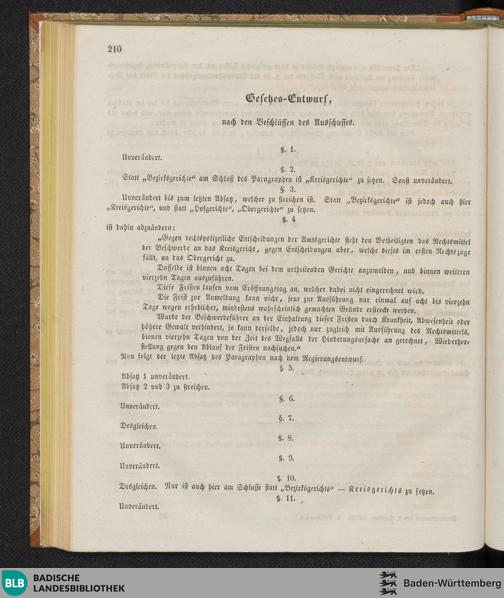 210
Gesetzes-Entwurf,
nach den Beschlüssen des Ausschusses.
§. 1.
Unverändert.
§. 2.
Statt „Bezirksgerichte“ am Schluß des Paragraphen ist „Kreisgerichte“ zu setzen. Sonst unverändert.
§. 3.
Unverändert bis zum letzten Absatz, welcher zu streichen ist. Statt „Bezirksgerichte“ ist jedoch auch hier
„Kreisgerichte“, und statt „Hofgerichte“, „Obergerichte“ zu setzen.
§. 4
ist dahin abzuändern:
„Gegen rechtspolizeiliche Entscheidungen der Amtsgerichte steht den Betheiligten das Rechtsmittel
der Beschwerde an das Kreisgericht, gegen Entscheidungen aber, welche dieses im ersten Rechtszuge
fällt, an das Obergericht zu.
Dasselbe ist binnen acht Tagen bei dem urtheilenden Gerichte anzumelden, und binnen weiteren
vierzehn Tagen auszuführen.
Diese Fristen laufen vom Eröffnungstag an, welcher dabei nicht eingerechnet wird.
Die Frist zur Anmeldung kann nicht, jene zur Ausführung nur einmal auf acht bis vierzehn
Tage wegen erheblicher, mindestens wahrscheinlich gemachten Gründe erstreckt werden.
Wurde der Beschwerdeführer an der Einhaltung dieser Fristen durch Krankheit, Abwesenheit oder
höhere Gewalt verhindert, so kann derselbe, jedoch nur zugleich mit Ausführung des Rechtsmittels,
binnen vierzehn Tagen von der Zeit des Wegfalls der Hinderungsursache an gerechnet, Wiederher-
stellung gegen den Ablauf der Fristen nachsuchen.“
Nun folgt der letzte Absatz des Paragraphen nach dem Regierungsentwurf.
§. 5.
Absatz 1 unverändert.
Absatz 2 und 3 zu streichen.
§. 6.
Unverändert.
§. 7.
Desgleichen.
§. 8.
Unverändert.
§. 9.
Unverändert.
§. 10.
Desgleichen. Nur ist auch hier am Schlusse statt „Bezirksgerichts“ — Kreisgerichts zu setzen.
§. 11.
Unverändert.
BLB
BADISCHE
LANDESBIBLIOTHEK
Baden-Württemberg